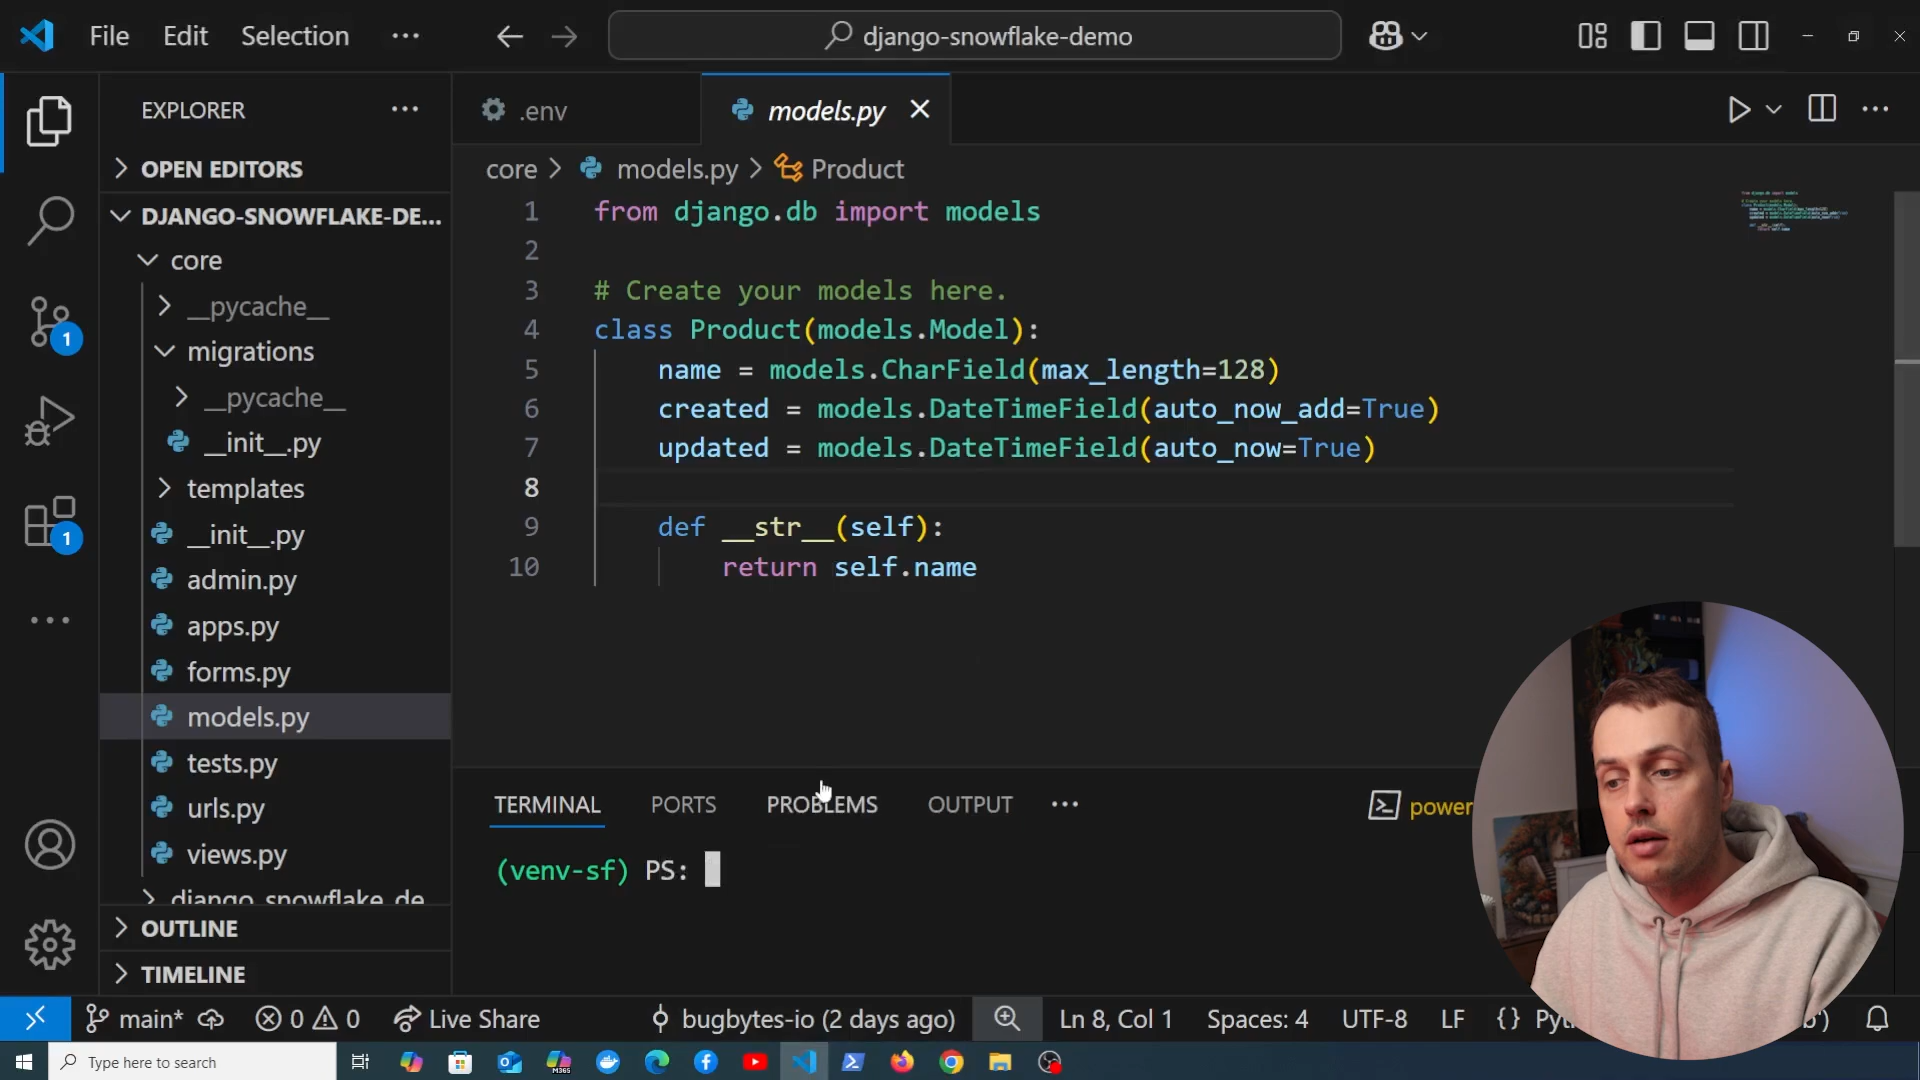 File Edit Selection ···
django-snowflake-demo
EXPLORER
.env
models.py
OPEN EDITORS
core > models.py > Product
DJANGO-SNOWFLAKE-DE...
core
__pycache__
migrations
__pycache__
__init__.py
templates
__init__.py
admin.py
apps.py
forms.py
models.py
tests.py
urls.py
views.py
django_snowflake_de
OUTLINE
TIMELINE
1
1
1 from django.db import models
2
3 # Create your models here.
4 class Product(models.Model):
5 name = models.CharField(max_length=128)
6 created = models.DateTimeField(auto_now_add=True)
7 updated = models.DateTimeField(auto_now=True)
8
9 def __str__(self):
10 return self.name
TERMINAL PORTS PROBLEMS OUTPUT ···
power
(venv-sf) PS:
main* 0 0 Live Share bugbytes-io (2 days ago) Ln 8, Col 1 Spaces: 4 UTF-8 LF {} Pyt b')
Type here to search
M365